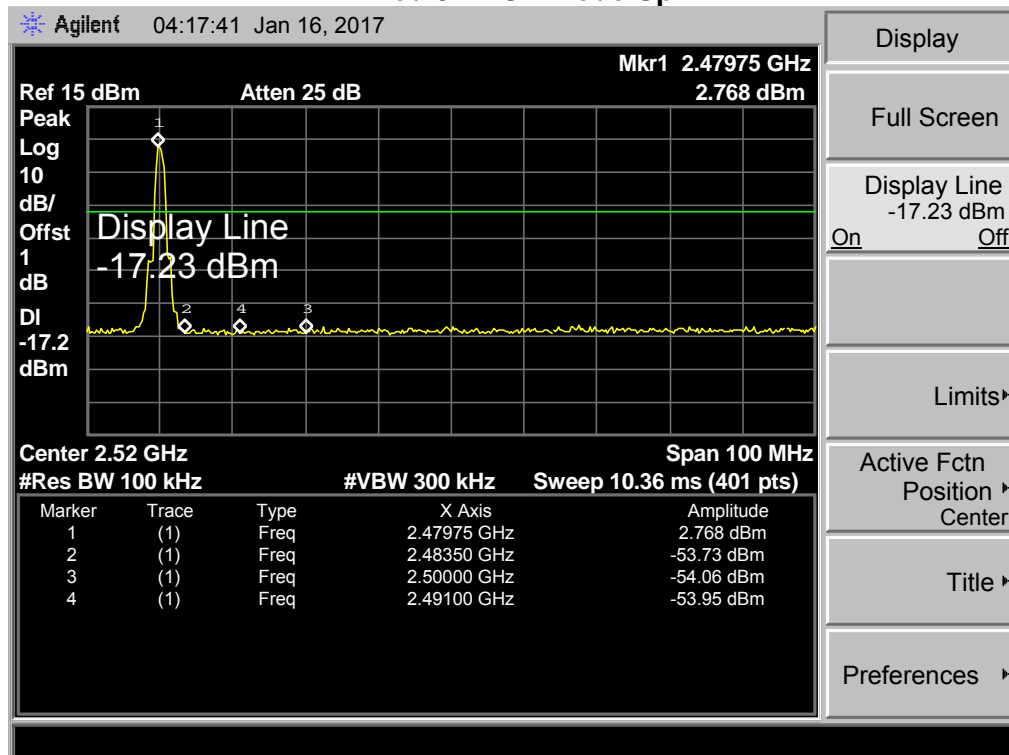 Agilent 04:17:41 Jan 16, 2017
Mkr1 2.47975 GHz
Ref 15 dBm Atten 25 dB 2.768 dBm
Peak
Log
10
dB/
Offst
1
dB
DI
-17.2
dBm
1
Display Line
-17.23 dBm
2 4 3
Center 2.52 GHz Span 100 MHz
#Res BW 100 kHz #VBW 300 kHz Sweep 10.36 ms (401 pts)
Marker Trace Type X Axis Amplitude
1 (1) Freq 2.47975 GHz 2.768 dBm
2 (1) Freq 2.48350 GHz -53.73 dBm
3 (1) Freq 2.50000 GHz -54.06 dBm
4 (1) Freq 2.49100 GHz -53.95 dBm
Display
Full Screen
Display Line
-17.23 dBm
On Off
Limits
Active Fctn
Position
Center
Title
Preferences